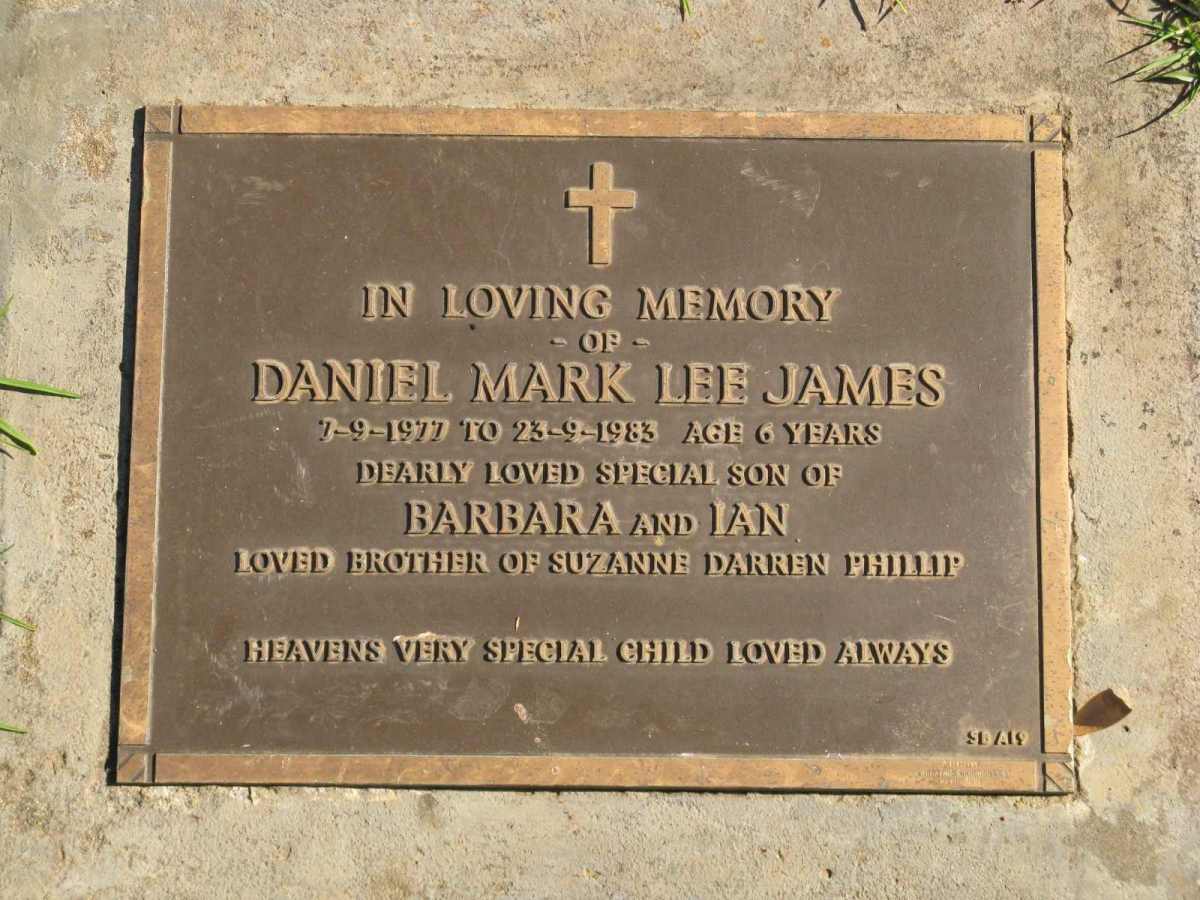 IN LOVING MEMORY
- OF -
DANIEL MARK LEE JAMES
7-9-1977 TO 23-9-1983 AGE 6 YEARS
DEARLY LOVED SPECIAL SON OF
BARBARA AND IAN
LOVED BROTHER OF SUZANNE DARREN PHILLIP
HEAVENS VERY SPECIAL CHILD LOVED ALWAYS
SB A19